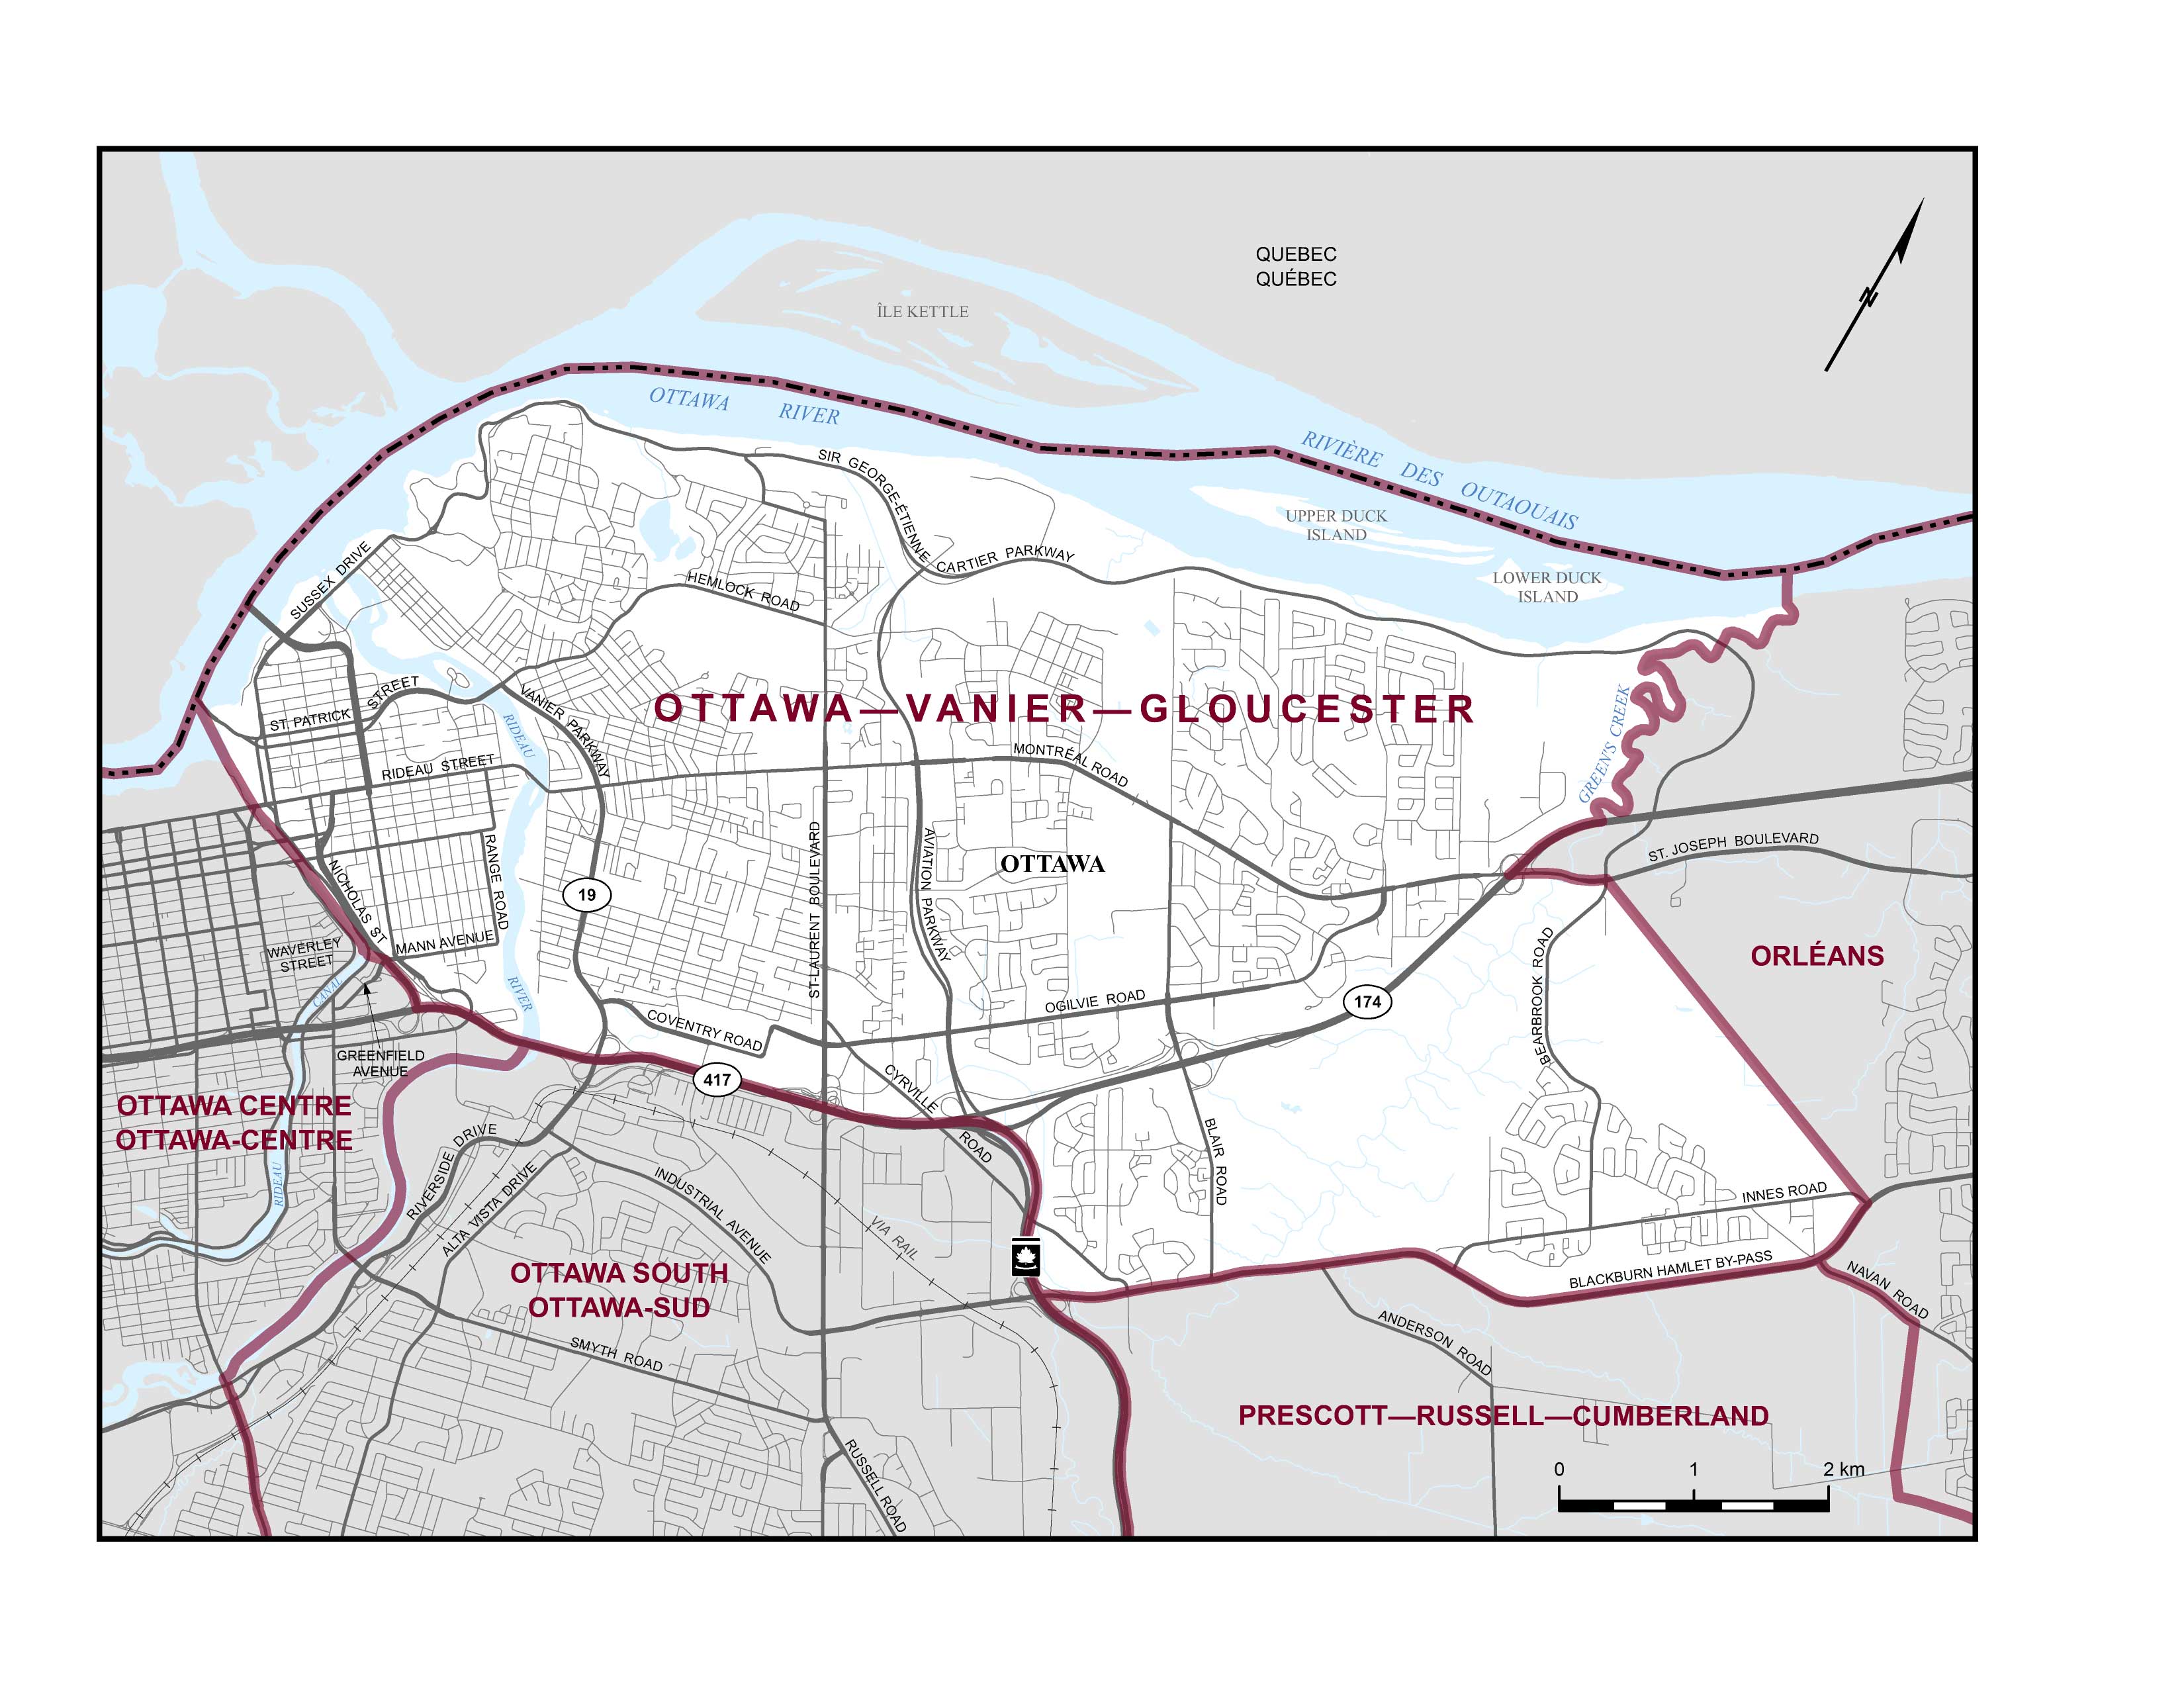 QUEBEC
QUÉBEC
ÎLE KETTLE
N
OTTAWA RIVER
RIVIÈRE DES OUTAOUAIS
SIR GEORGE-ÉTIENNE
CARTIER PARKWAY
UPPER DUCK
ISLAND
LOWER DUCK
ISLAND
SUSSEX DRIVE
HEMLOCK ROAD
ST. PATRICK
STREET
VANIER PARKWAY
RIDEAU
RIVER
OTTAWA—VANIER—GLOUCESTER
GREEN'S CREEK
RIDEAU STREET
MONTRÉAL ROAD
NICHOLAS ST
RANGE ROAD
19
ST-LAURENT BOULEVARD
AVIATION PARKWAY
OTTAWA
ST. JOSEPH BOULEVARD
WAVERLEY
STREET
MANN AVENUE
ORLÉANS
BEARBROOK ROAD
CANAL
RIDEAU
GREENFIELD
AVENUE
COVENTRY ROAD
OGILVIE ROAD
174
417
CYRVILLE
ROAD
OTTAWA CENTRE
OTTAWA-CENTRE
RIVERSIDE DRIVE
ALTA VISTA DRIVE
INDUSTRIAL AVENUE
VIA RAIL
BLAIR ROAD
INNES ROAD
BLACKBURN HAMLET BY-PASS
NAVAN ROAD
OTTAWA SOUTH
OTTAWA-SUD
SMYTH ROAD
ANDERSON ROAD
PRESCOTT—RUSSELL—CUMBERLAND
RUSSELL ROAD
0 1 2 km